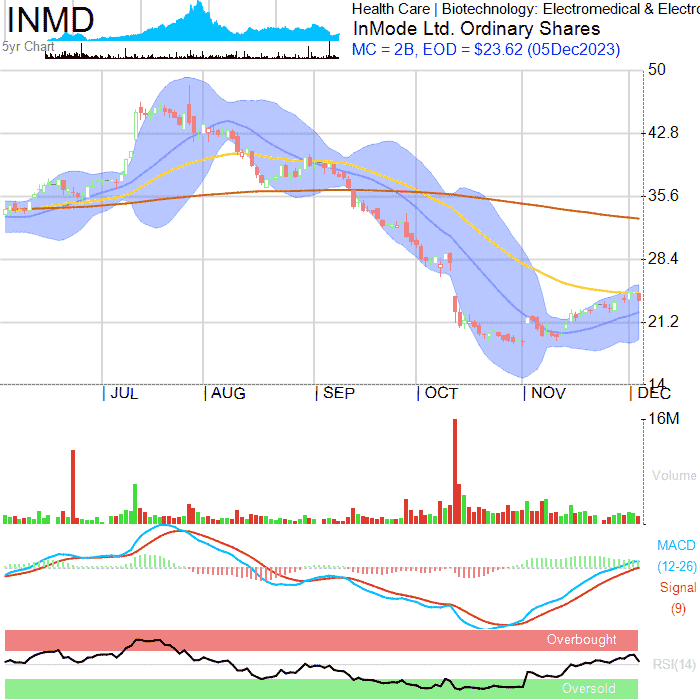 INMD
5yr Chart
Health Care | Biotechnology: Electromedical & Electro
InMode Ltd. Ordinary Shares
MC = 2B, EOD = $23.62 (05Dec2023)
50
42.8
35.6
28.4
21.2
14
JUL
AUG
SEP
OCT
NOV
DEC
16M
Volume
MACD
(12-26)
Signal
(9)
Overbought
RSI(14)
Oversold